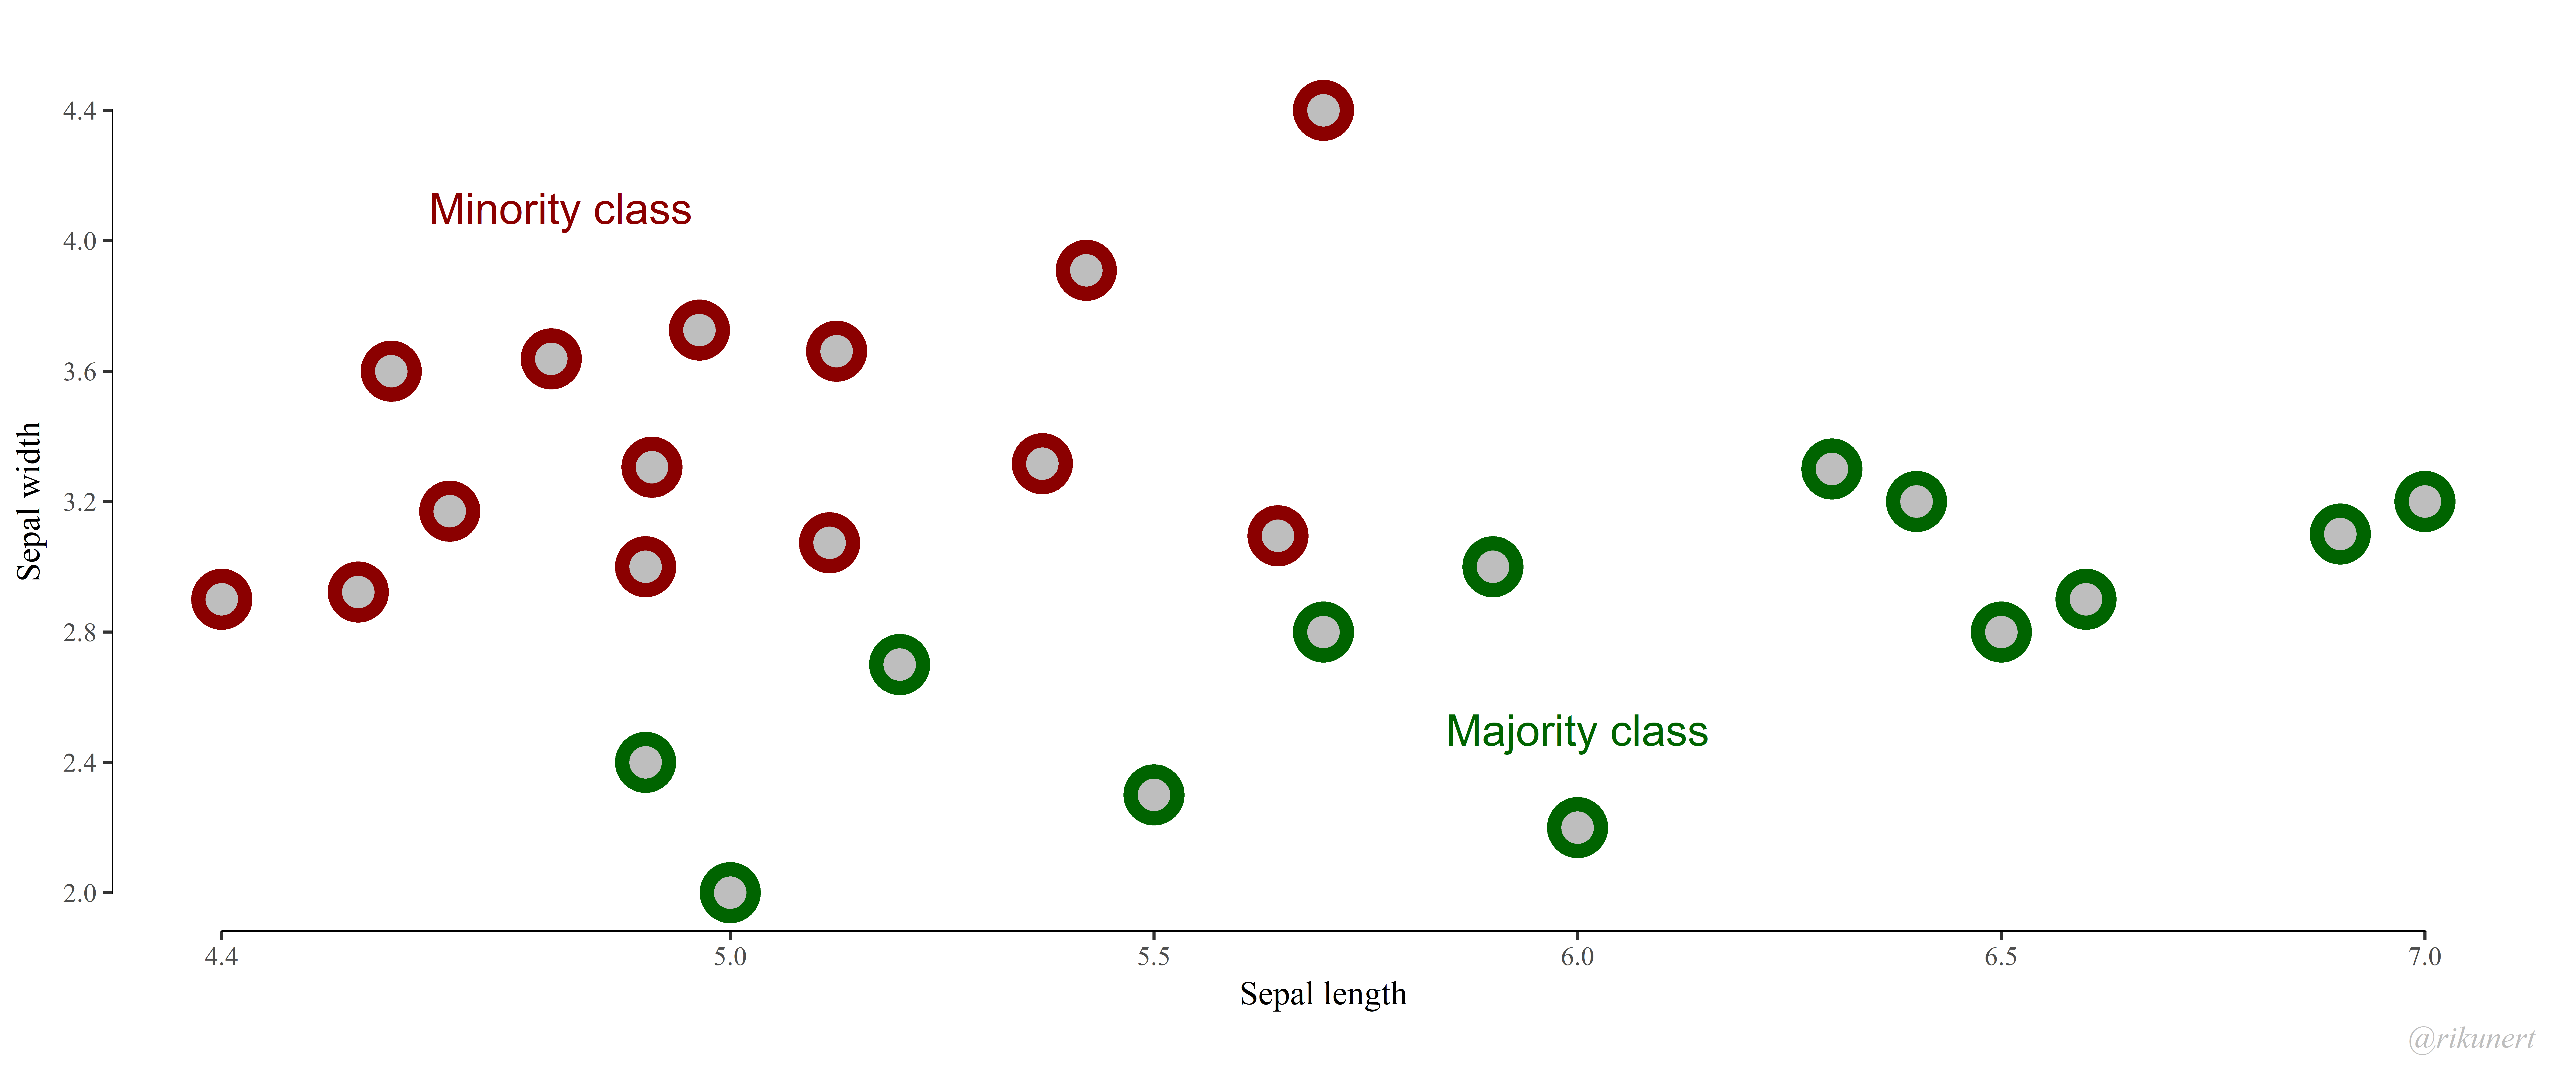 4.4
Minority class
4.0
3.6
Sepal width
3.2
2.8
Majority class
2.4
2.0
4.4 5.0 5.5 6.0 6.5 7.0
Sepal length
@rikunert